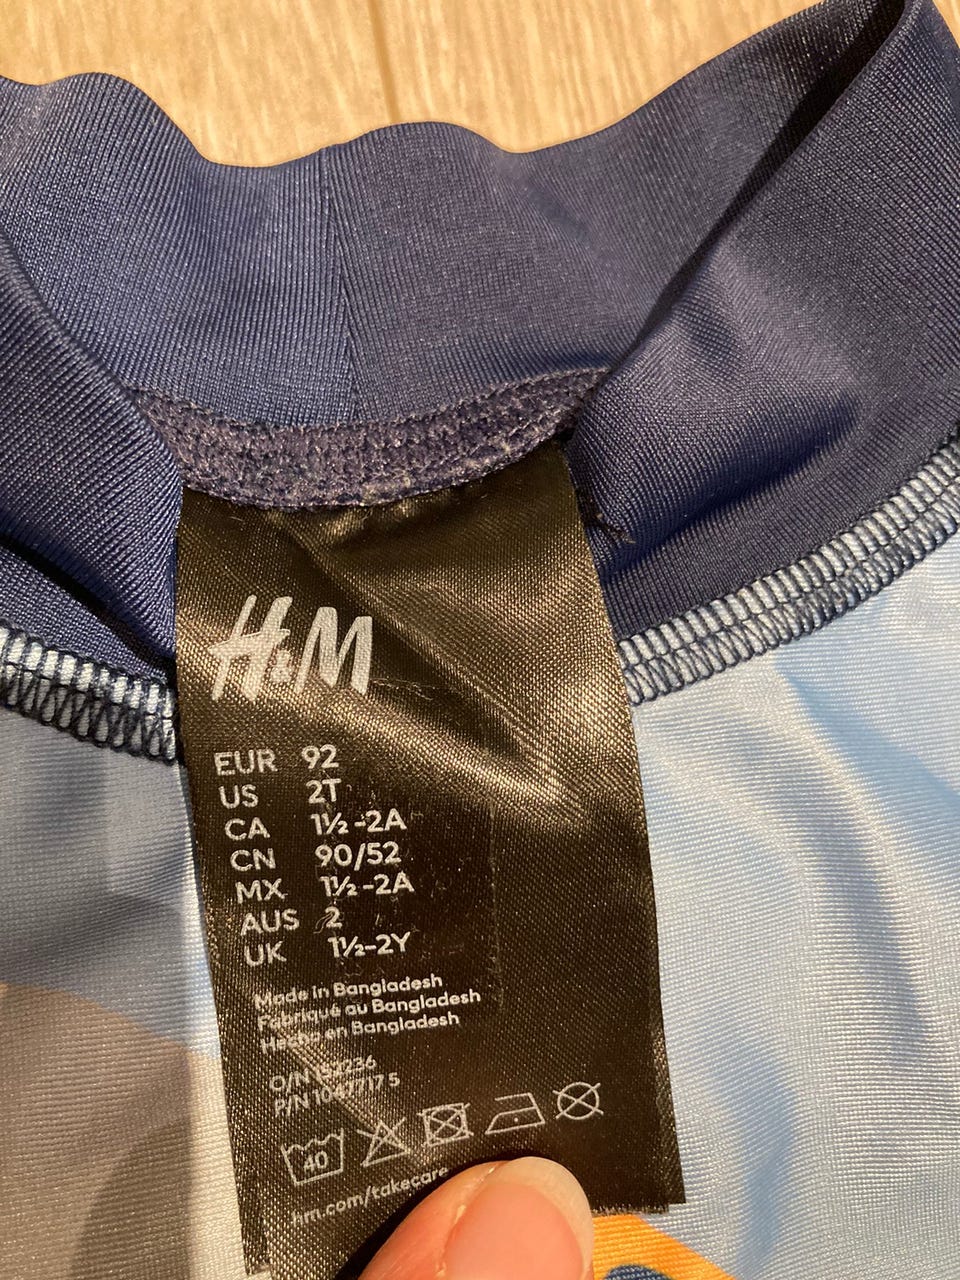 H&M
EUR 92
US 2T
CA 1½-2A
CN 90/52
MX 1½-2A
AUS 2
UK 1½-2Y
Made in Bangladesh
Fabriqué au Bangladesh
Hecho en Bangladesh
O/N
P/N
40
hm.com/takecare